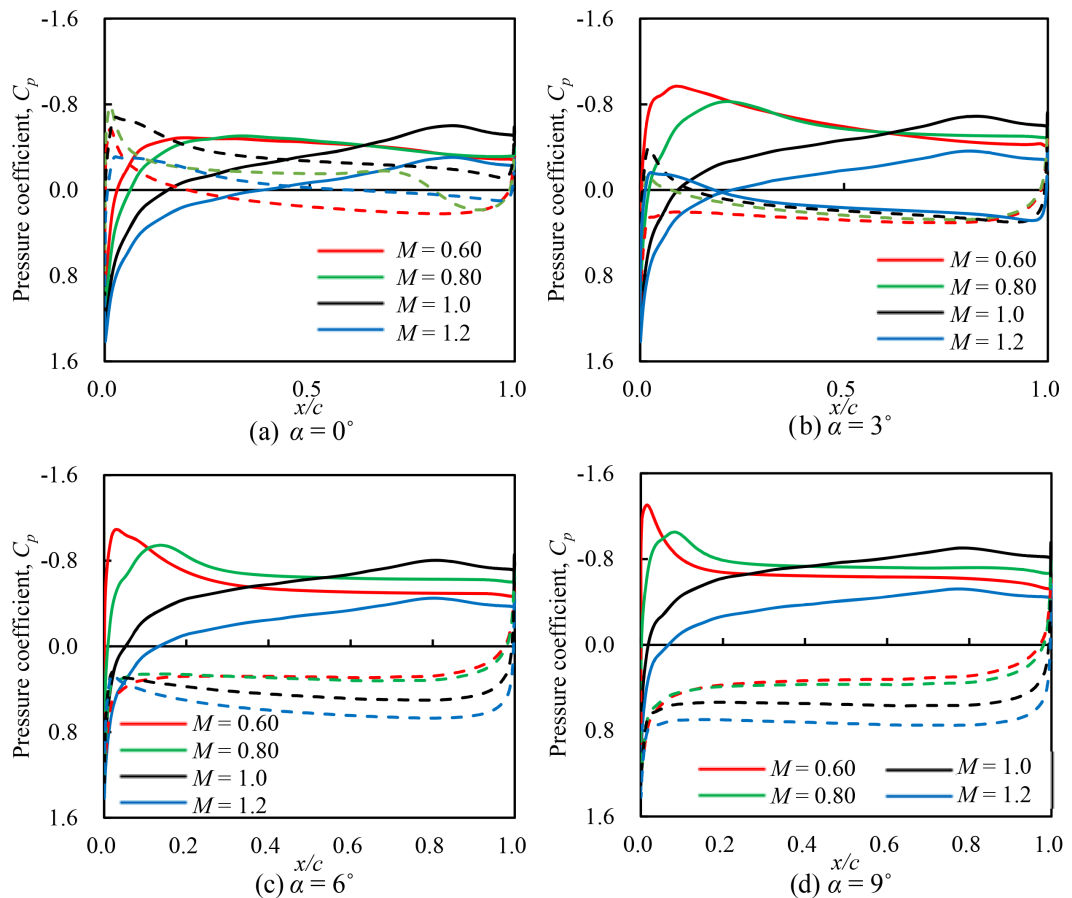 -1.6
-0.8
0.0
0.8
1.6
Pressure coefficient, Cp
M = 0.60
M = 0.80
M = 1.0
M = 1.2
0.0
0.5
1.0
x/c
(a) α = 0°
-1.6
-0.8
0.0
0.8
1.6
Pressure coefficient, Cp
M = 0.60
M = 0.80
M = 1.0
M = 1.2
0.0
0.5
1.0
x/c
(b) α = 3°
-1.6
-0.8
0.0
0.8
1.6
Pressure coefficient, Cp
M = 0.60
M = 0.80
M = 1.0
M = 1.2
0.0
0.2
0.4
0.6
0.8
1.0
x/c
(c) α = 6°
-1.6
-0.8
0.0
0.8
1.6
Pressure coefficient, Cp
M = 0.60
M = 1.0
M = 0.80
M = 1.2
0.0
0.2
0.4
0.6
0.8
1.0
x/c
(d) α = 9°